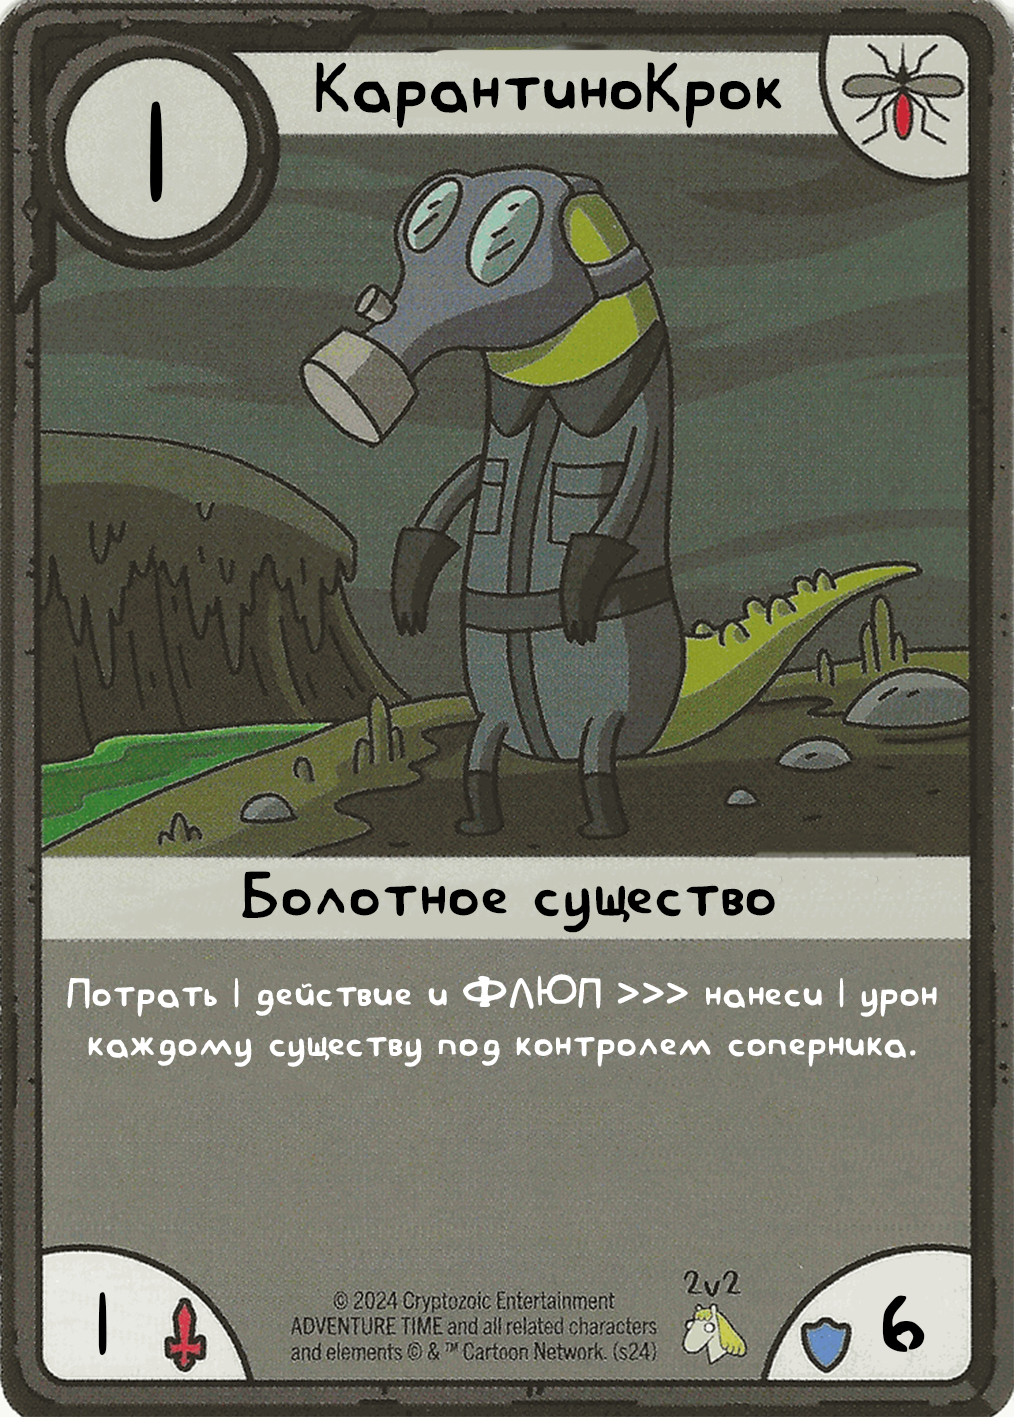 1
КарантиноКрок
Болотное существо
Потрать 1 действие и ФЛЮП >>> нанеси 1 урон
каждому существу под контролем соперника.
2v2
© 2024 Cryptozoic Entertainment
ADVENTURE TIME and all related characters
and elements © & ™ Cartoon Network. (s24)
1
6